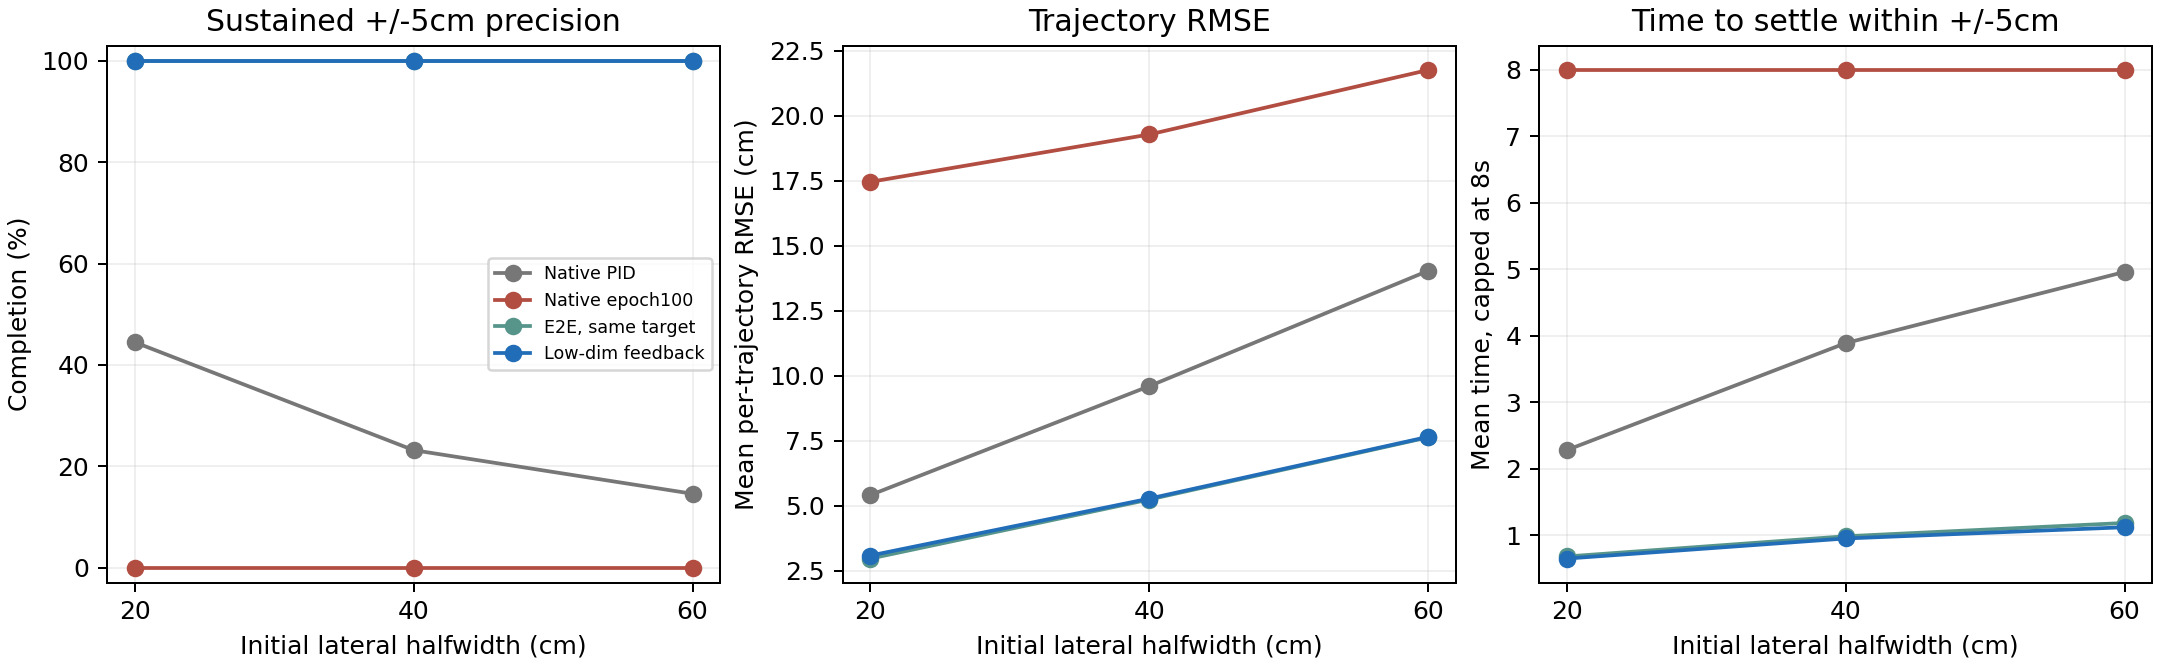 Sustained +/-5cm precision
Completion (%)
100
80
60
40
20
0
Native PID
Native epoch100
E2E, same target
Low-dim feedback
20 40 60
Initial lateral halfwidth (cm)
Trajectory RMSE
Mean per-trajectory RMSE (cm)
22.5
20.0
17.5
15.0
12.5
10.0
7.5
5.0
2.5
20 40 60
Initial lateral halfwidth (cm)
Time to settle within +/-5cm
Mean time, capped at 8s
8
7
6
5
4
3
2
1
20 40 60
Initial lateral halfwidth (cm)